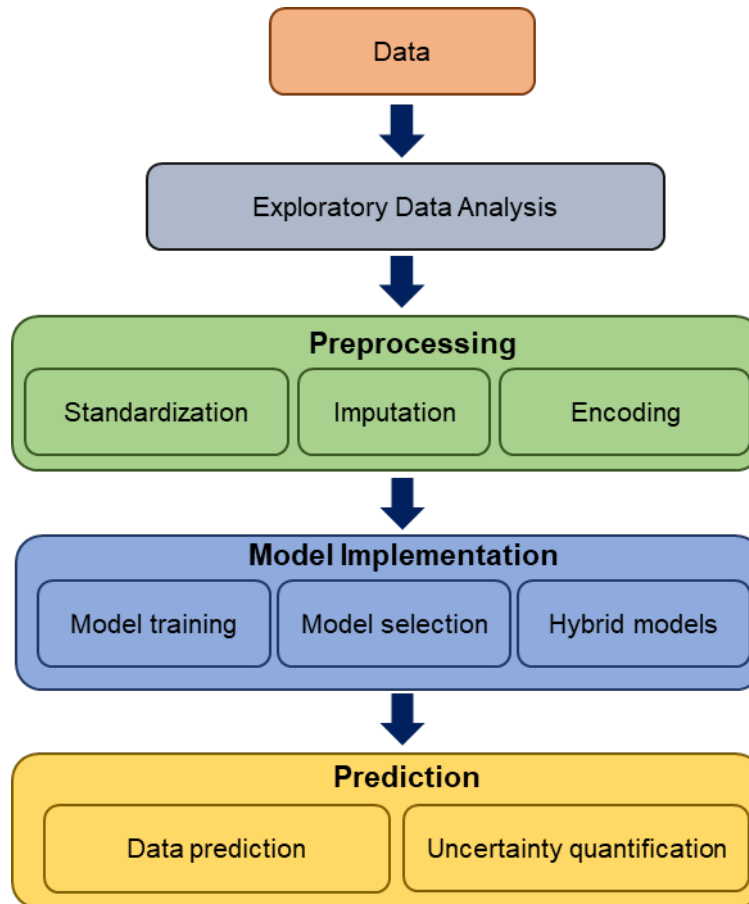 Data
Exploratory Data Analysis
Preprocessing
Standardization
Imputation
Encoding
Model Implementation
Model training
Model selection
Hybrid models
Prediction
Data prediction
Uncertainty quantification